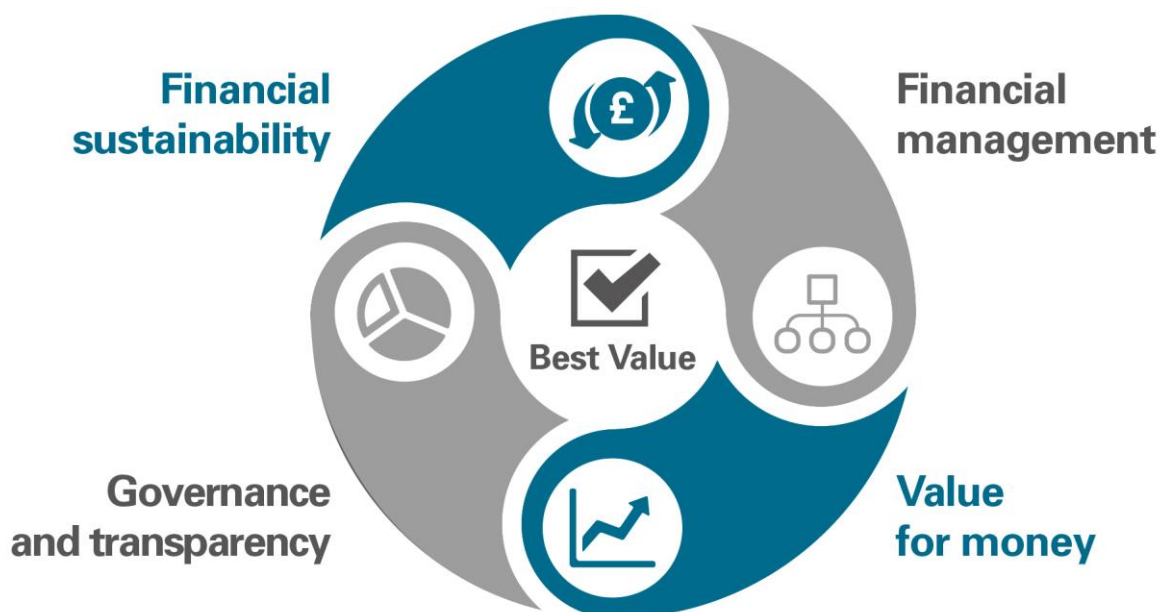 Financial
sustainability
Financial
management
£
Best Value
Governance
and transparency
Value
for money